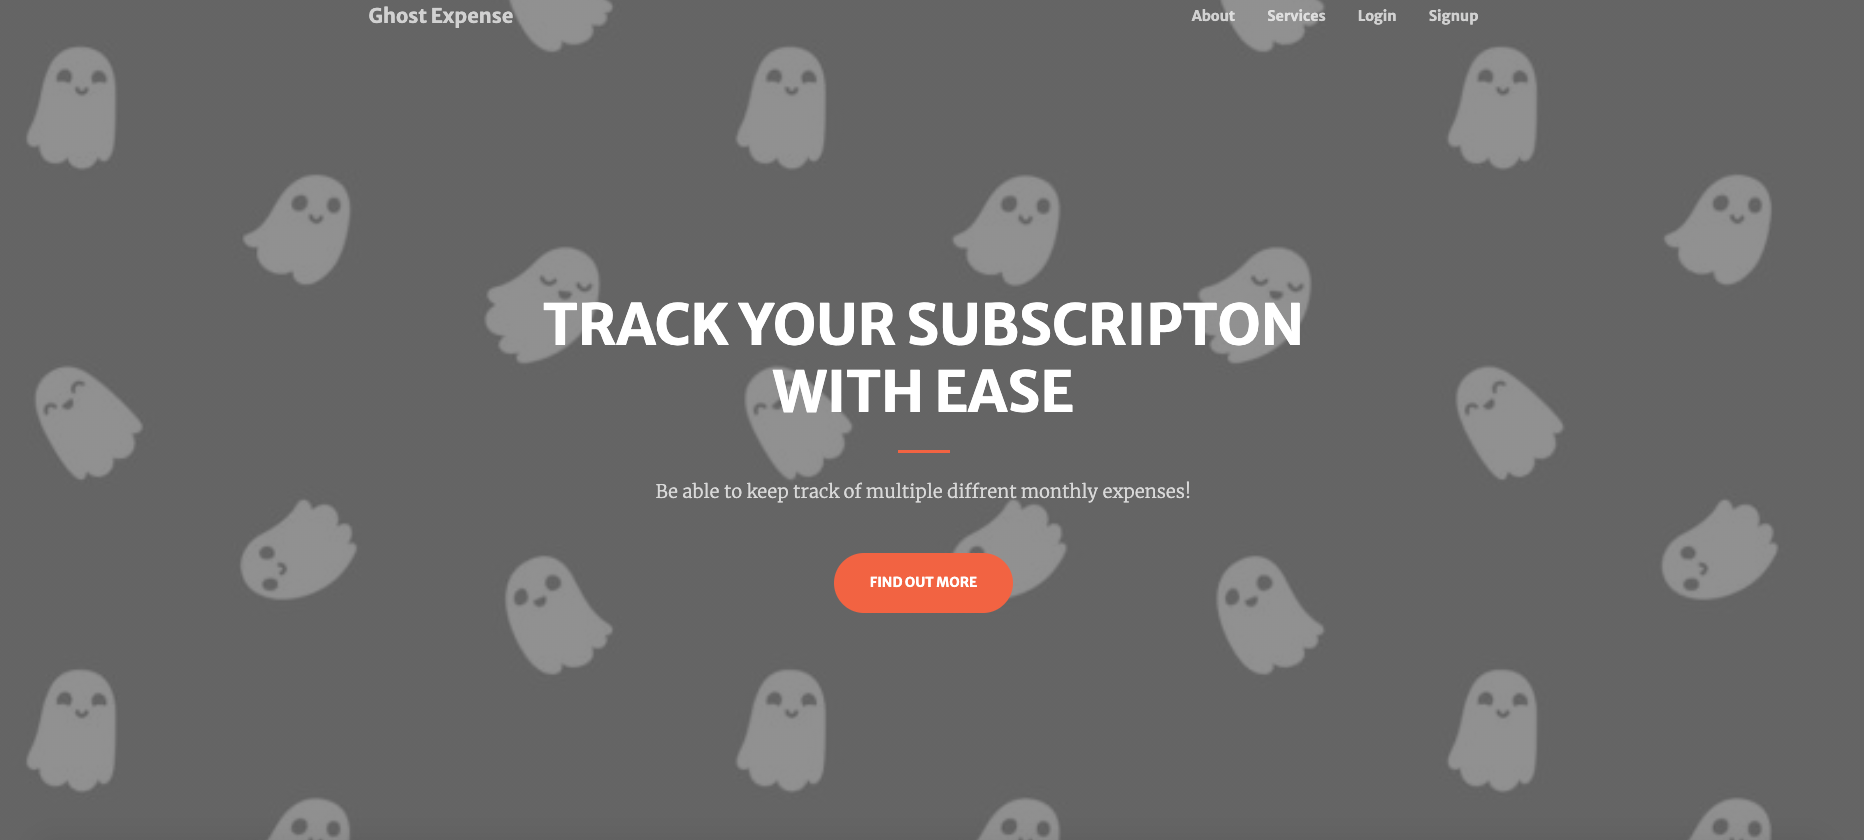 Ghost Expense
About Services Login Signup
TRACK YOUR SUBSCRIPTON
WITH EASE
Be able to keep track of multiple diffrent monthly expenses!
FIND OUT MORE